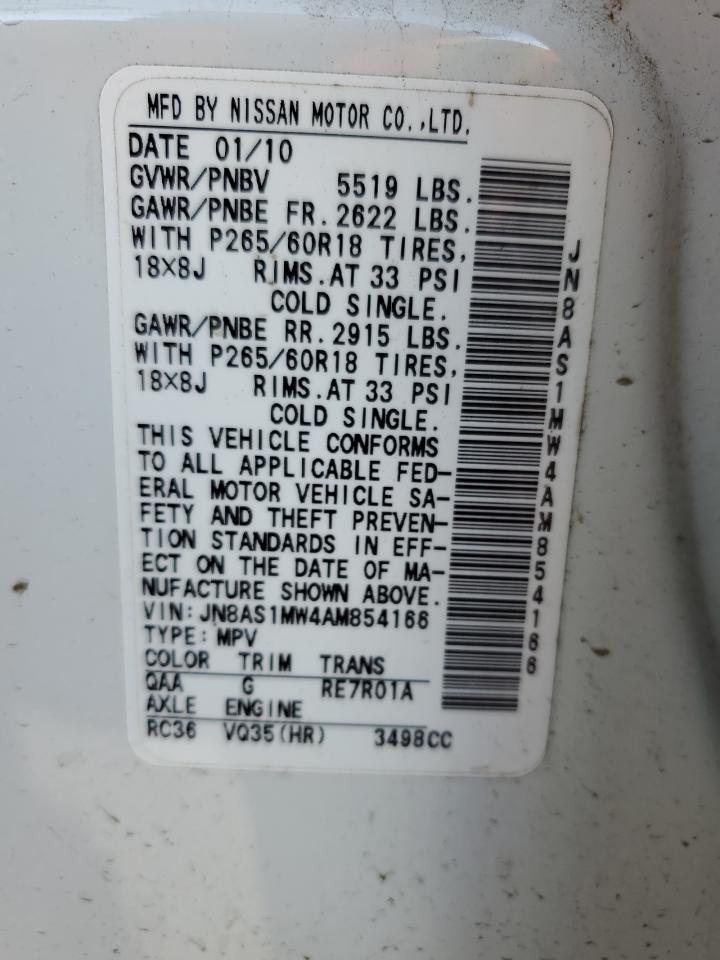 MFD BY NISSAN MOTOR CO.,LTD.
DATE 01/10
GVWR/PNBV 5519 LBS.
GAWR/PNBE FR.2622 LBS.
WITH P265/60R18 TIRES,
18X8J RIMS.AT 33 PSI
COLD SINGLE.
GAWR/PNBE RR.2915 LBS.
WITH P265/60R18 TIRES,
18X8J RIMS.AT 33 PSI
COLD SINGLE.
THIS VEHICLE CONFORMS
TO ALL APPLICABLE FED-
ERAL MOTOR VEHICLE SA-
FETY AND THEFT PREVEN-
TION STANDARDS IN EFF-
ECT ON THE DATE OF MA-
NUFACTURE SHOWN ABOVE.
VIN:JN8AS1MW4AM854166
TYPE:MPV
COLOR TRIM TRANS
QAA G RE7R01A
AXLE ENGINE
RC36 VQ35(HR) 3498CC
JN8AS1MW4AM854166